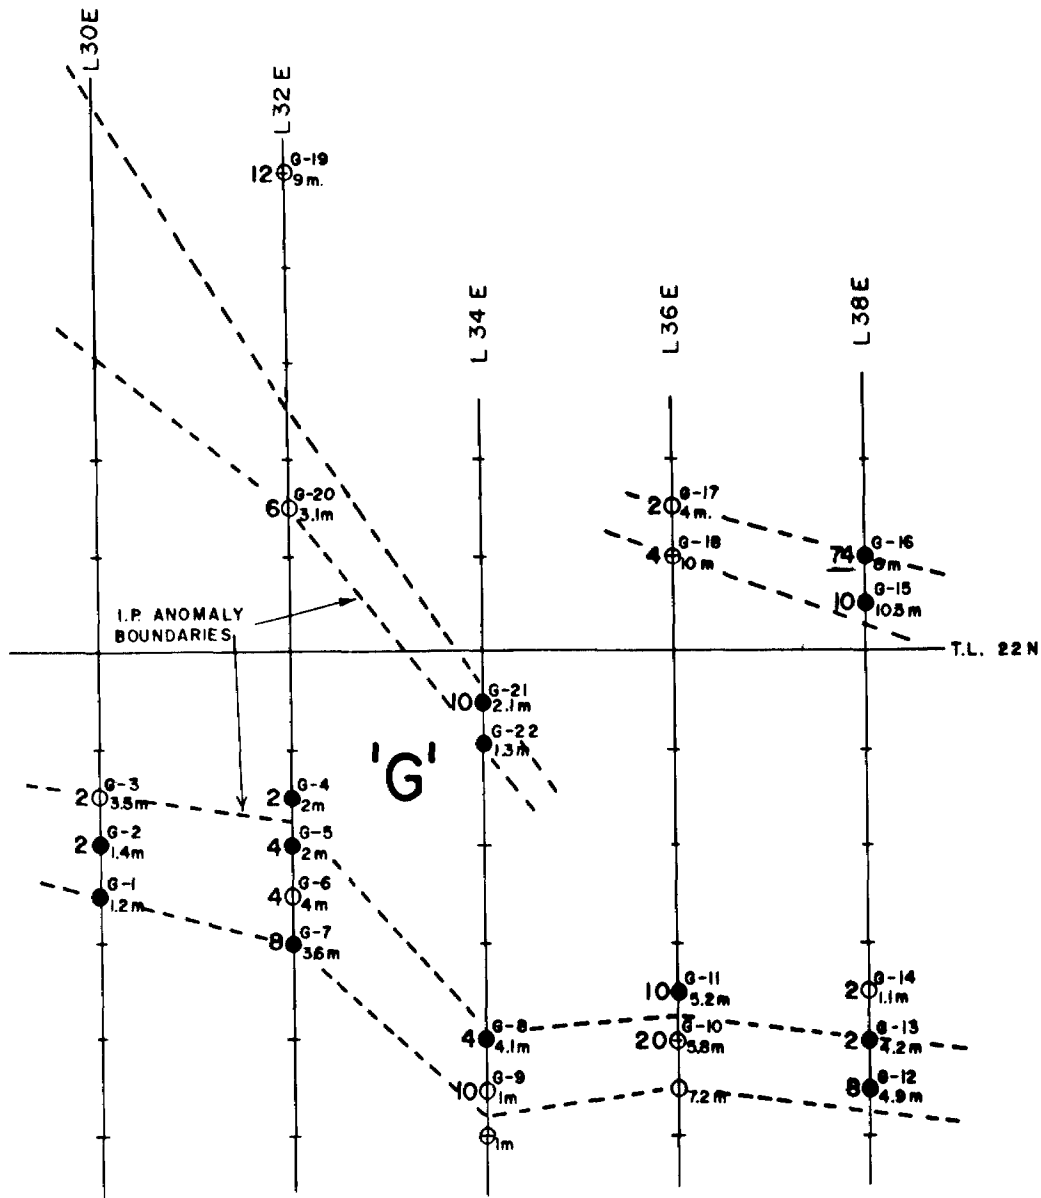 L30E
L32E
L34E
L36E
L38E
12 G-19
9m.
6 G-20
3.1m
2 G-17
4m.
4 G-18
10m
74 G-16
10 G-15
10.5m
I.P. ANOMALY
BOUNDARIES
T.L. 22N
10 G-21
2.1m
G-22
1.3m
'G'
2 G-3
3.5m
2 G-4
2m
2 G-2
1.4m
4 G-5
2m
G-1
1.2m
4 G-6
4m
8 G-7
3.6m
10 G-11
5.2m
2 G-14
1.1m
4 G-8
4.1m
20 G-10
5.8m
2 G-13
4.2m
10 G-9
1m
7.2m
8 G-12
4.9m
1m